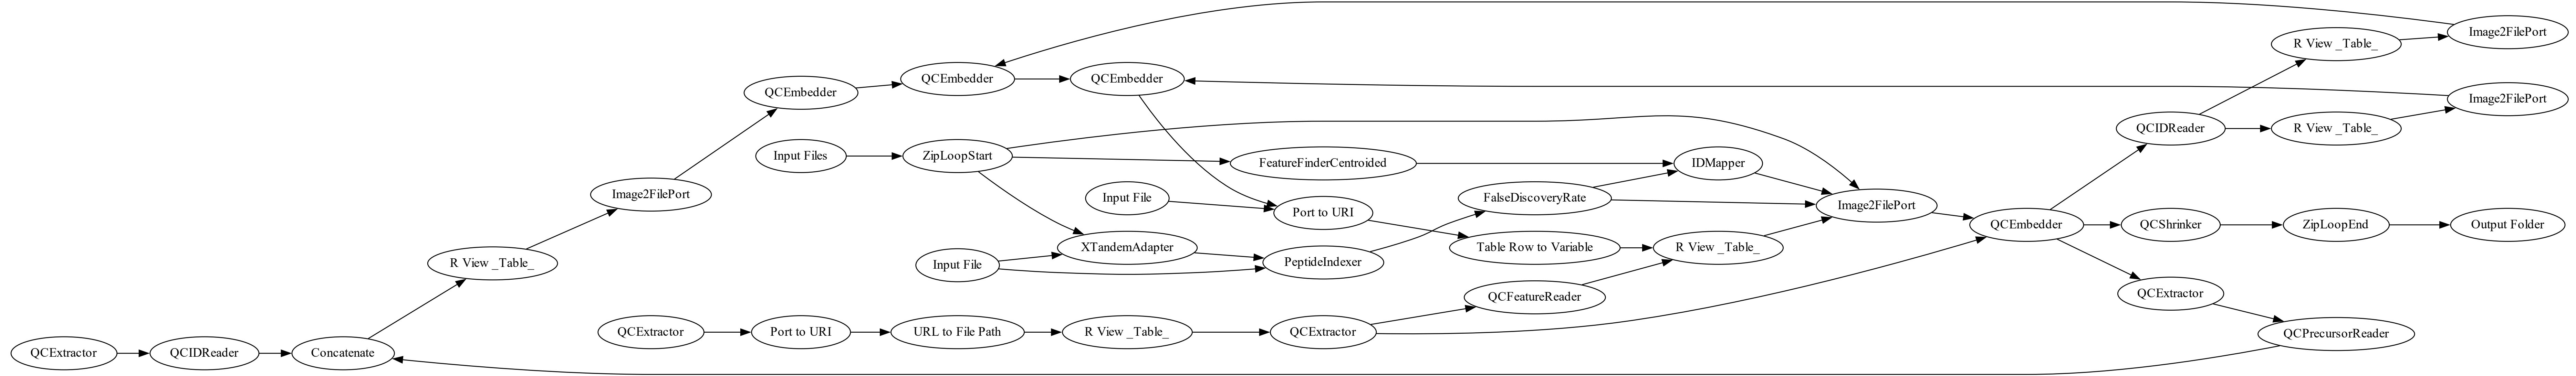 Image2FilePort
R View _Table_
QCEmbedder
QCEmbedder
QCEmbedder
Image2FilePort
QCIDReader
R View _Table_
Input Files
ZipLoopStart
FeatureFinderCentroided
IDMapper
Image2FilePort
Input File
FalseDiscoveryRate
Port to URI
Image2FilePort
QCEmbedder
QCShrinker
ZipLoopEnd
Output Folder
XTandemAdapter
Table Row to Variable
R View _Table_
Input File
PeptideIndexer
R View _Table_
QCFeatureReader
QCExtractor
QCExtractor
Port to URI
URL to File Path
R View _Table_
QCExtractor
QCPrecursorReader
QCExtractor
QCIDReader
Concatenate